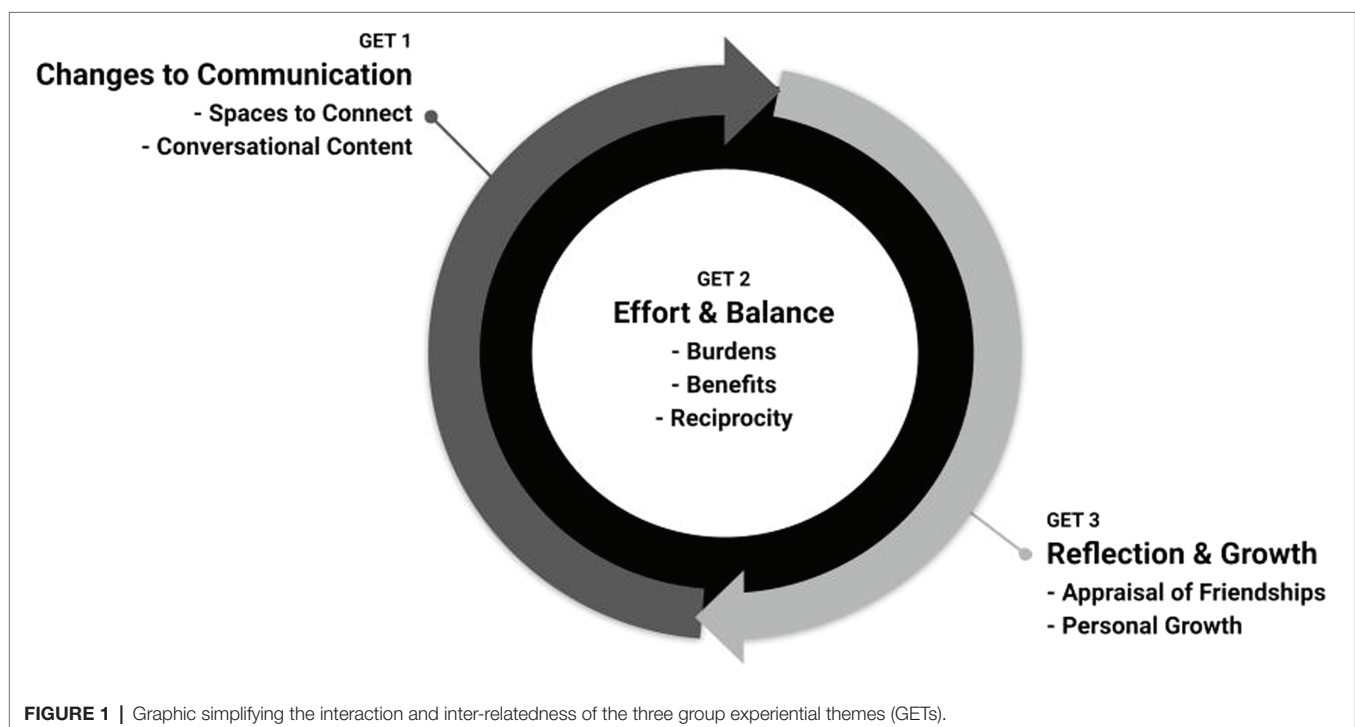 GET 1
Changes to Communication
- Spaces to Connect
- Conversational Content
GET 2
Effort & Balance
- Burdens
- Benefits
- Reciprocity
GET 3
Reflection & Growth
- Appraisal of Friendships
- Personal Growth
FIGURE 1 | Graphic simplifying the interaction and inter-relatedness of the three group experiential themes (GETs).